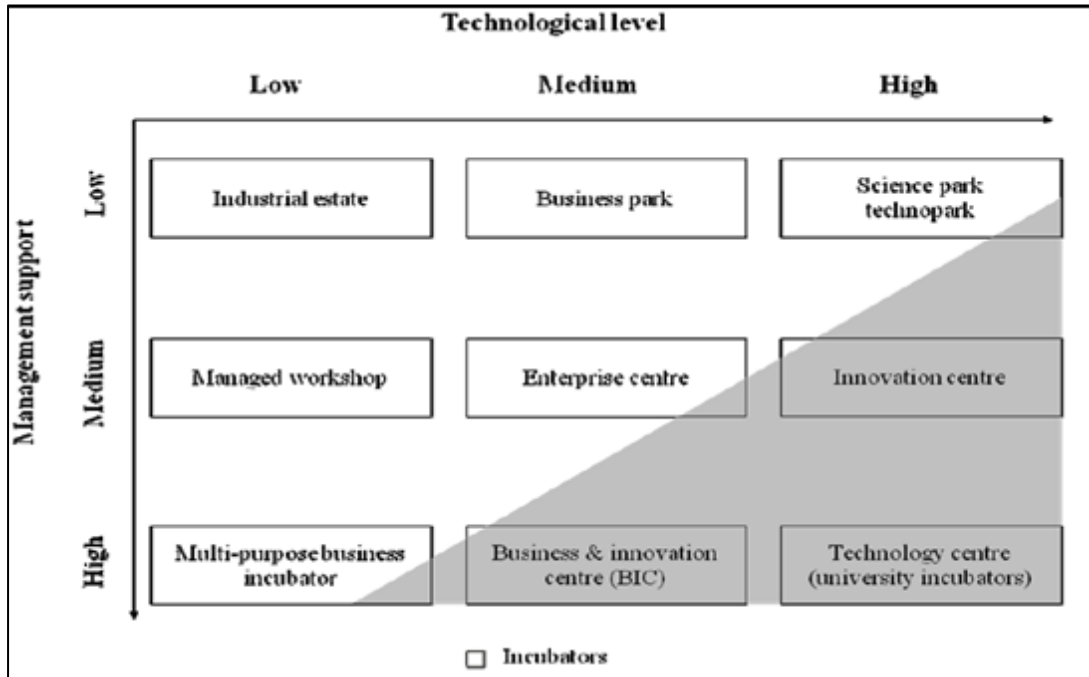 Technological level
Low Medium High
Management support
Low
Industrial estate
Business park
Science park
technopark
Medium
Managed workshop
Enterprise centre
Innovation centre
High
Multi-purpose business
incubator
Business & innovation
centre (BIC)
Technology centre
(university incubators)
Incubators